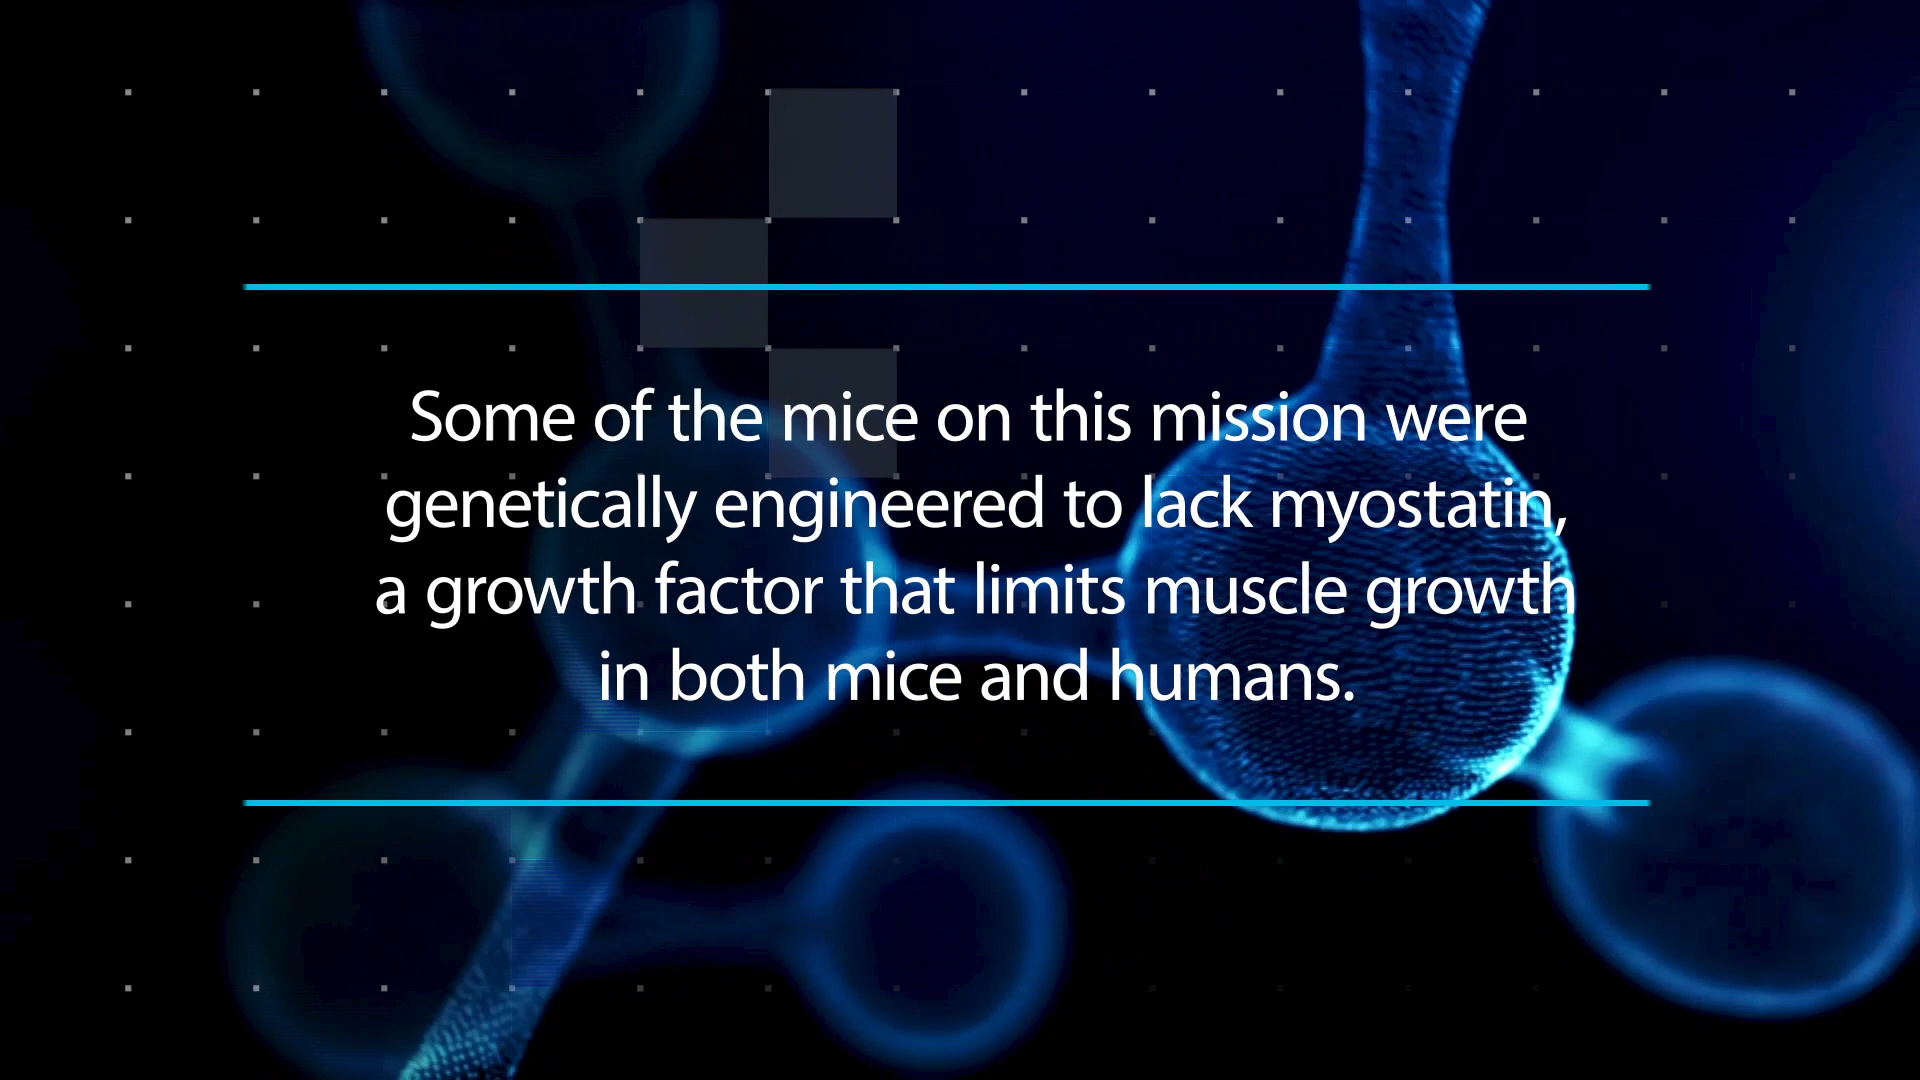 Some of the mice on this mission were
genetically engineered to lack myostatin,
a growth factor that limits muscle growth
in both mice and humans.